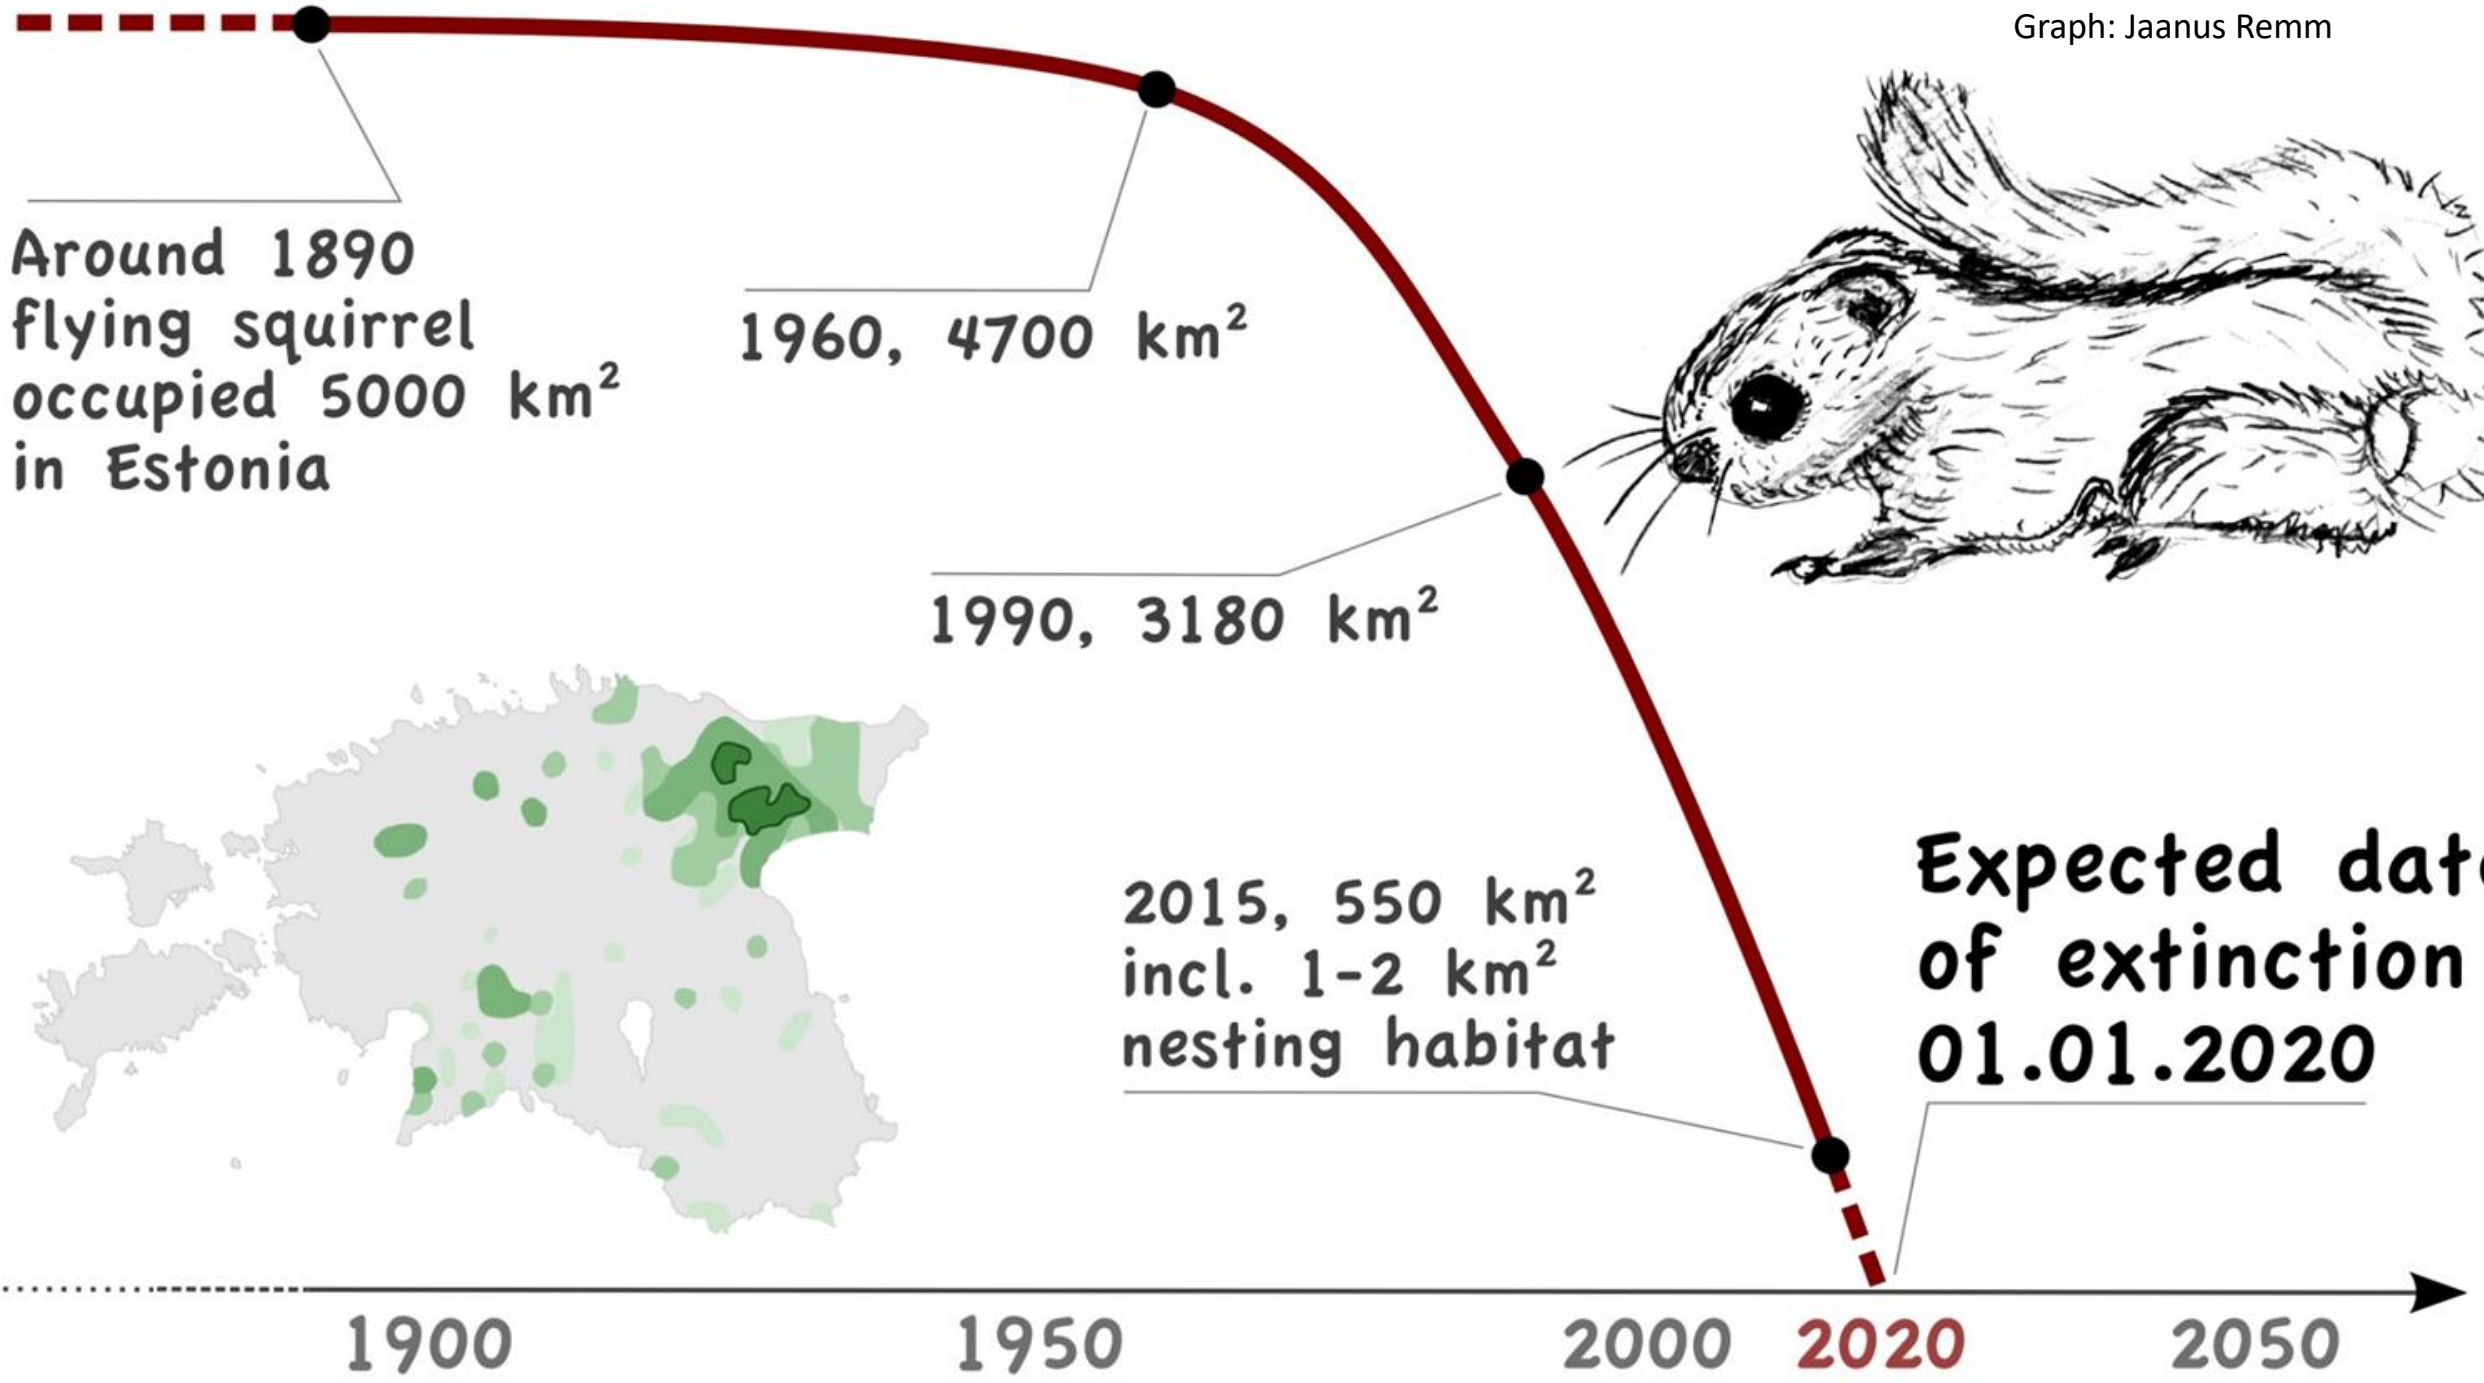 Graph: Jaanus Remm
Around 1890
flying squirrel
occupied 5000 km²
in Estonia
1960, 4700 km²
1990, 3180 km²
2015, 550 km²
incl. 1-2 km²
nesting habitat
Expected date
of extinction
01.01.2020
1900
1950
2000
2020
2050